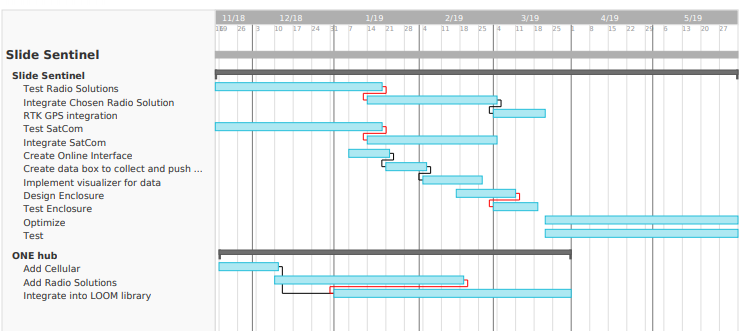 11/18 12/18 1/19 2/19 3/19 4/19 5/19
26 3 10 17 24 31 7 14 21 28 4 11 18 25 4 11 18 25 1 8 15 22 29 6 13 20 27
Slide Sentinel
Slide Sentinel
Test Radio Solutions
Integrate Chosen Radio Solution
RTK GPS integration
Test SatCom
Integrate SatCom
Create Online Interface
Create data box to collect and push ...
Implement visualizer for data
Design Enclosure
Test Enclosure
Optimize
Test
ONE hub
Add Cellular
Add Radio Solutions
Integrate into LOOM library